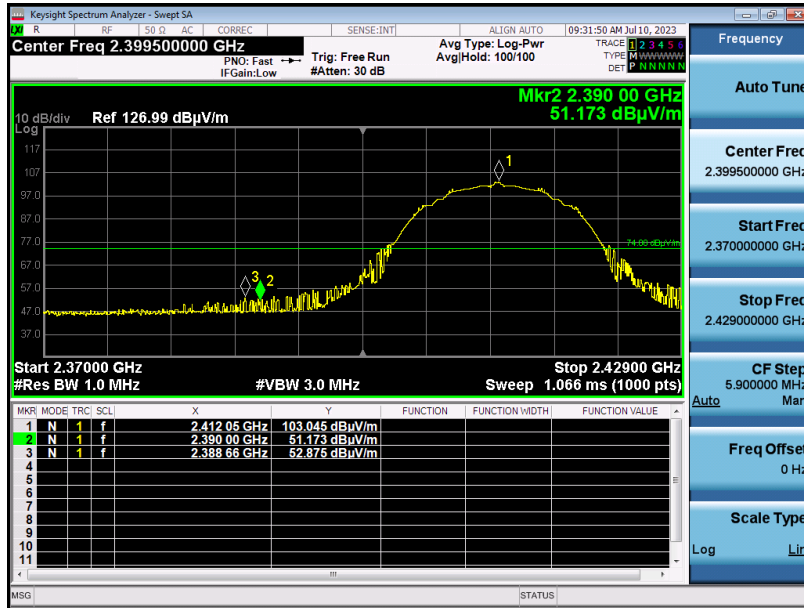 Keysight Spectrum Analyzer - Swept SA
LXI R RF 50 Ω AC CORREC SENSE:INT ALIGN AUTO 09:31:50 AM Jul 10, 2023
Center Freq 2.399500000 GHz
PNO: Fast
IFGain:Low
Trig: Free Run
#Atten: 30 dB
Avg Type: Log-Pwr
Avg|Hold: 100/100
TRACE 1 2 3 4 5 6
TYPE M W W W W W
DET P N N N N N
Mkr2 2.390 00 GHz
51.173 dBµV/m
10 dB/div Ref 126.99 dBµV/m
Log
117
107
97.0
87.0
77.0
67.0
57.0
47.0
37.0
1
3
2
74.00 dBµV/m
Start 2.37000 GHz Stop 2.42900 GHz
#Res BW 1.0 MHz #VBW 3.0 MHz Sweep 1.066 ms (1000 pts)
MKR MODE TRC SCL X Y FUNCTION FUNCTION WIDTH FUNCTION VALUE
1 N 1 f 2.412 05 GHz 103.045 dBµV/m
2 N 1 f 2.390 00 GHz 51.173 dBµV/m
3 N 1 f 2.388 66 GHz 52.875 dBµV/m
4
5
6
7
8
9
10
11
MSG STATUS
Frequency
Auto Tune
Center Freq
2.399500000 GHz
Start Freq
2.370000000 GHz
Stop Freq
2.429000000 GHz
CF Step
5.900000 MHz
Auto Man
Freq Offset
0 Hz
Scale Type
Log Lin